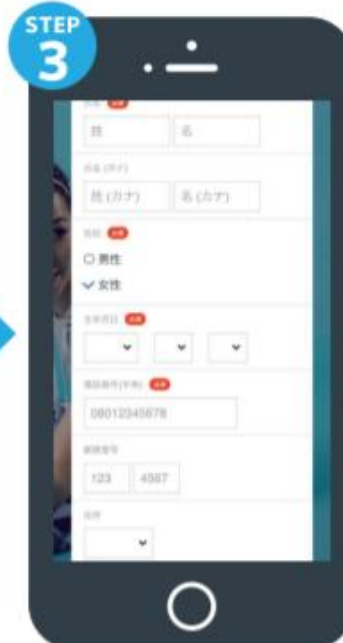 STEP
3
氏名 必須
姓 名
氏名 (カナ)
姓 (カナ) 名 (カナ)
性別 必須
男性
女性
生年月日 必須
電話番号(半角) 必須
08012345678
郵便番号
123 4567
住所